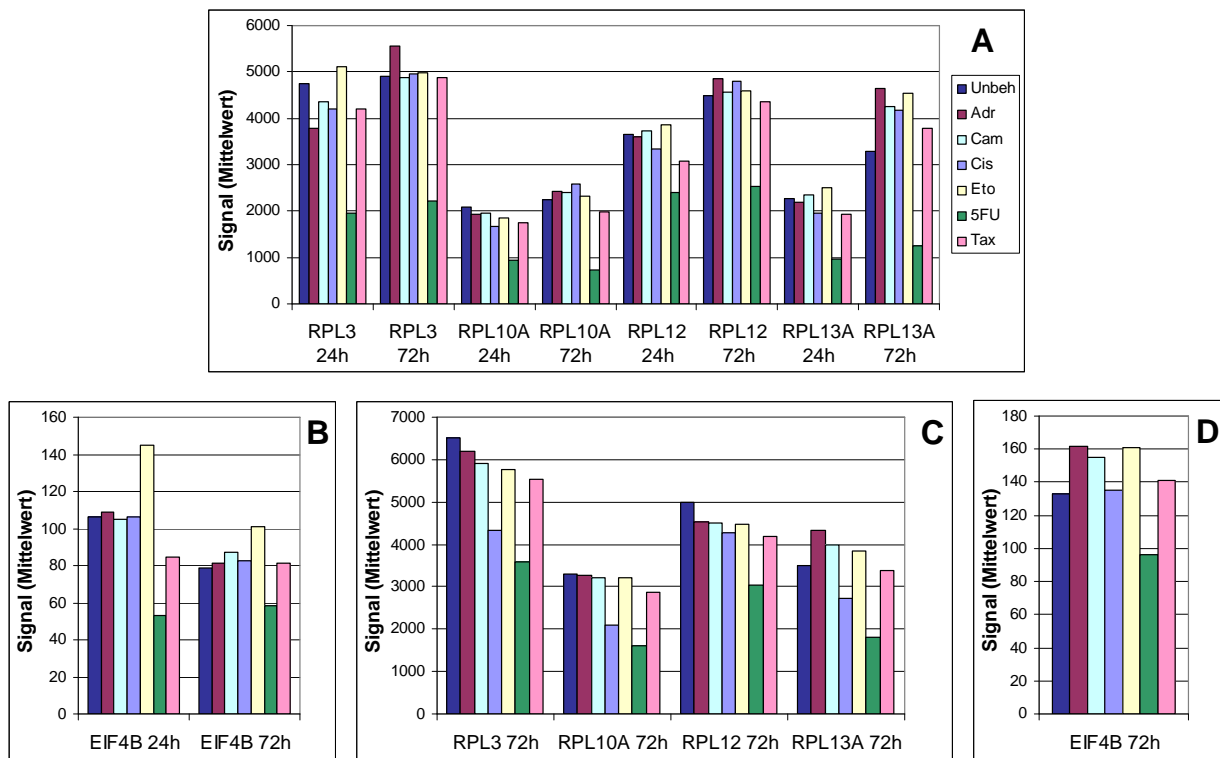 A
Signal (Mittelwert)
6000
5000
4000
3000
2000
1000
0
RPL3 RPL3 RPL10A RPL10A RPL12 RPL12 RPL13A RPL13A
24h 72h 24h 72h 24h 72h 24h 72h
Unbeh
Adr
Cam
Cis
Eto
5FU
Tax
B
Signal (Mittelwert)
160
140
120
100
80
60
40
20
0
EIF4B 24h EIF4B 72h
C
Signal (Mittelwert)
7000
6000
5000
4000
3000
2000
1000
0
RPL3 72h RPL10A 72h RPL12 72h RPL13A 72h
D
Signal (Mittelwert)
180
160
140
120
100
80
60
40
20
0
EIF4B 72h